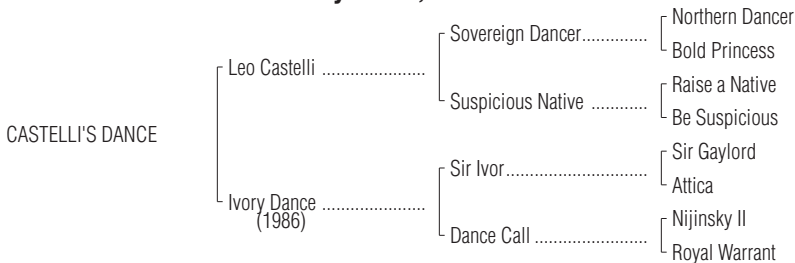 Northern Dancer
Sovereign Dancer..............
Bold Princess
Leo Castelli ......................
Raise a Native
Suspicious Native ............
Be Suspicious
CASTELLI'S DANCE
Sir Gaylord
Sir Ivor..............................
Attica
Ivory Dance ......................
(1986)
Nijinsky II
Dance Call ........................
Royal Warrant